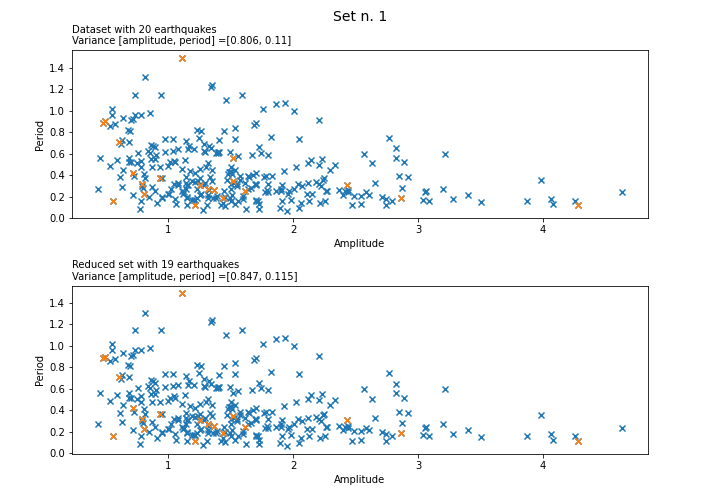 Set n. 1
Dataset with 20 earthquakes
Variance [amplitude, period] =[0.806, 0.11]
1.4
1.2
1.0
0.8
0.6
0.4
0.2
0.0
Period
1 2 3 4
Amplitude
Reduced set with 19 earthquakes
Variance [amplitude, period] =[0.847, 0.115]
1.4
1.2
1.0
0.8
0.6
0.4
0.2
0.0
Period
1 2 3 4
Amplitude